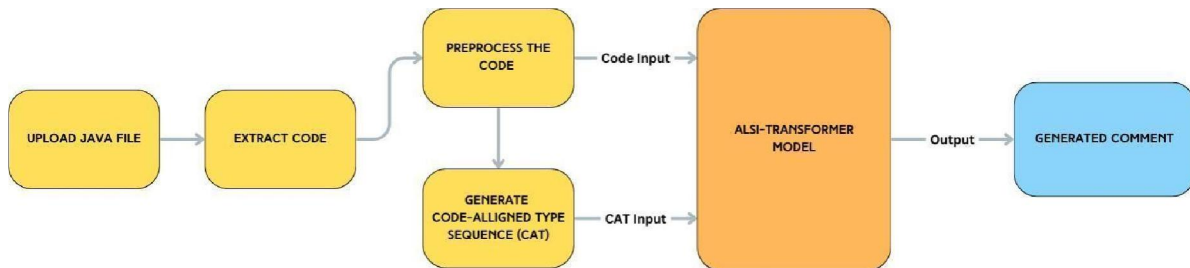 UPLOAD JAVA FILE
EXTRACT CODE
PREPROCESS THE
CODE
Code Input
GENERATE
CODE-ALLIGNED TYPE
SEQUENCE (CAT)
CAT Input
ALSI-TRANSFORMER
MODEL
Output
GENERATED COMMENT